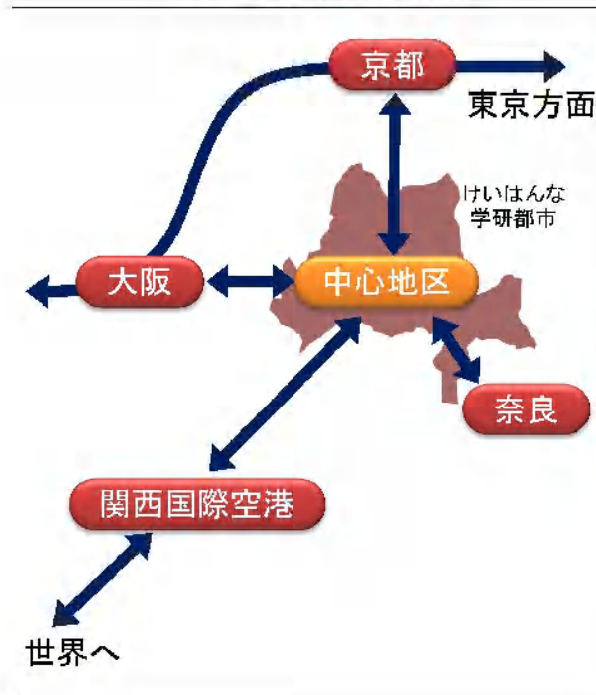 京都
東京方面
けいはんな
学研都市
大阪
中心地区
奈良
関西国際空港
世界へ